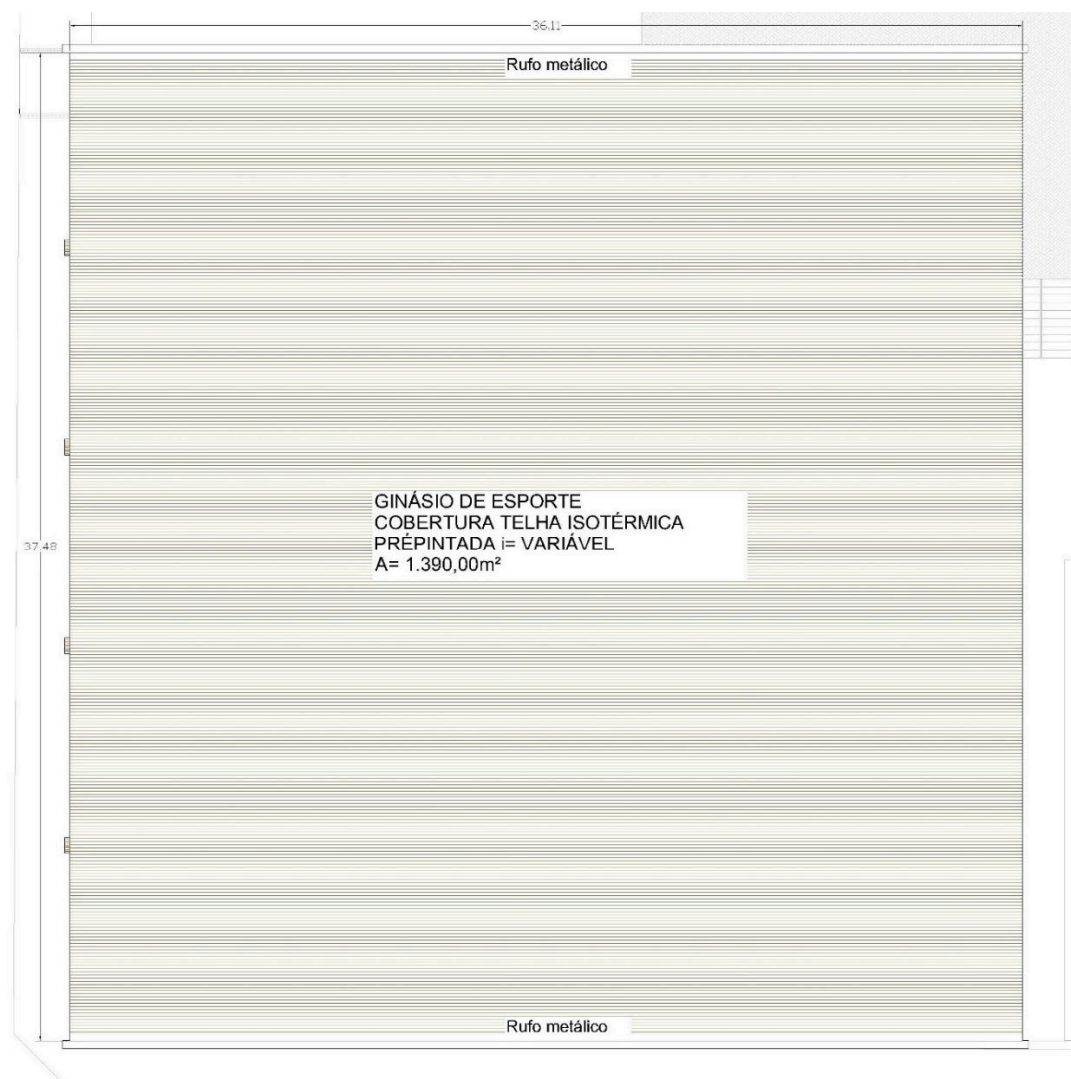 36.11
Rufo metálico
GINÁSIO DE ESPORTE
COBERTURA TELHA ISOTÉRMICA
PRÉPINTADA i= VARIÁVEL
A= 1.390,00m²
37.48
Rufo metálico